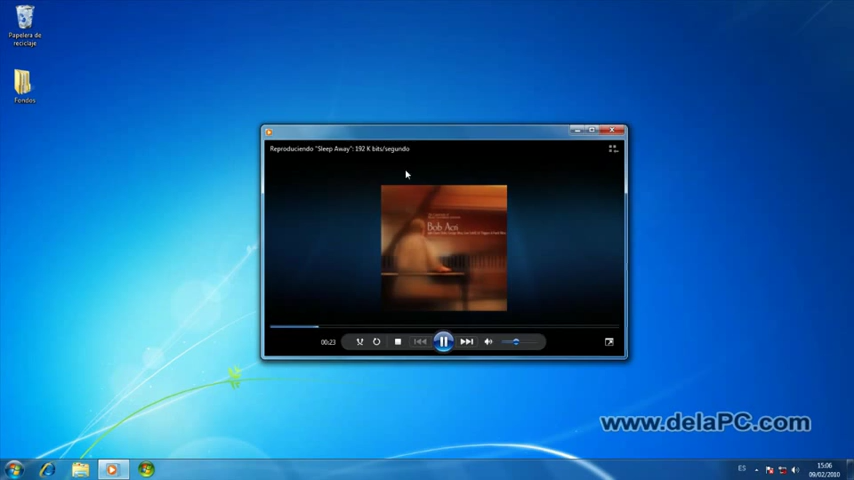 Papelera de
reciclaje
Fondos
Reproduciendo "Sleep Away": 192 K bits/segundo
Bob Acri
00:23
www.delaPC.com
ES
15:06
09/02/2010